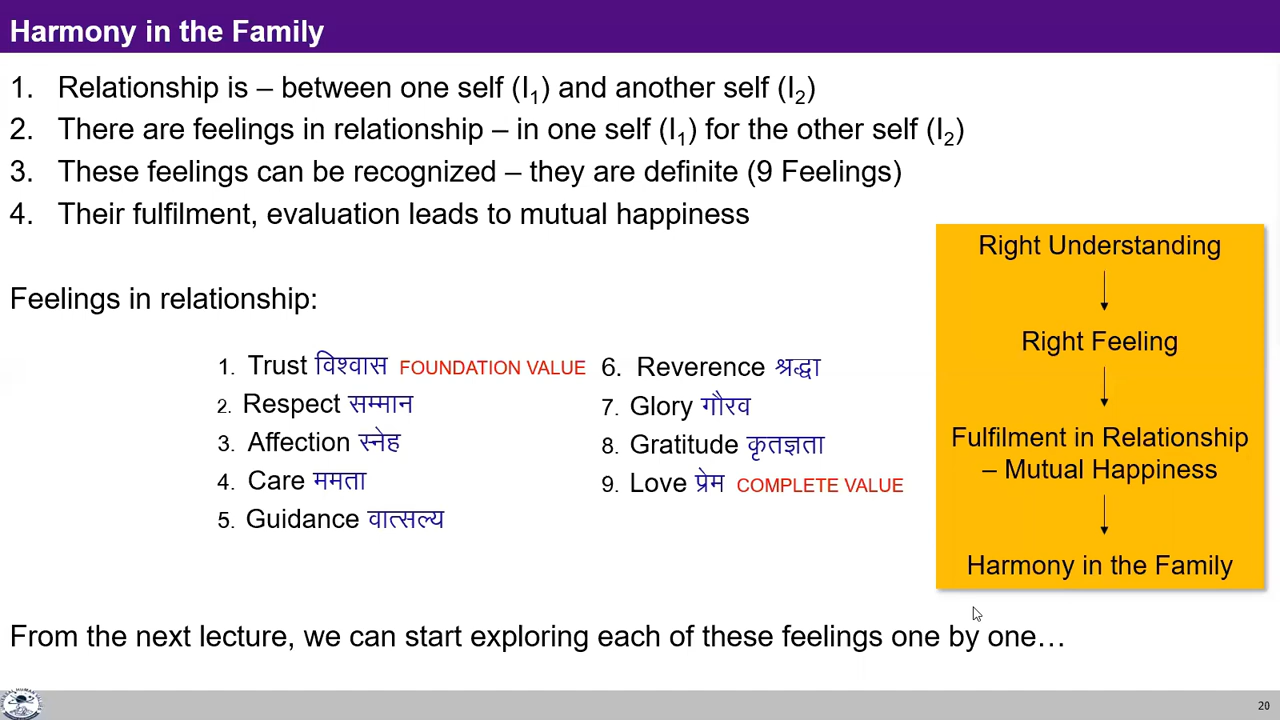 Harmony in the Family
1. Relationship is – between one self (I1) and another self (I2)
2. There are feelings in relationship – in one self (I1) for the other self (I2)
3. These feelings can be recognized – they are definite (9 Feelings)
4. Their fulfilment, evaluation leads to mutual happiness
Feelings in relationship:
1. Trust विश्वास FOUNDATION VALUE
2. Respect सम्मान
3. Affection स्नेह
4. Care ममता
5. Guidance वात्सल्य
6. Reverence श्रद्धा
7. Glory गौरव
8. Gratitude कृतज्ञता
9. Love प्रेम COMPLETE VALUE
Right Understanding
Right Feeling
Fulfilment in Relationship
– Mutual Happiness
Harmony in the Family
From the next lecture, we can start exploring each of these feelings one by one…
20